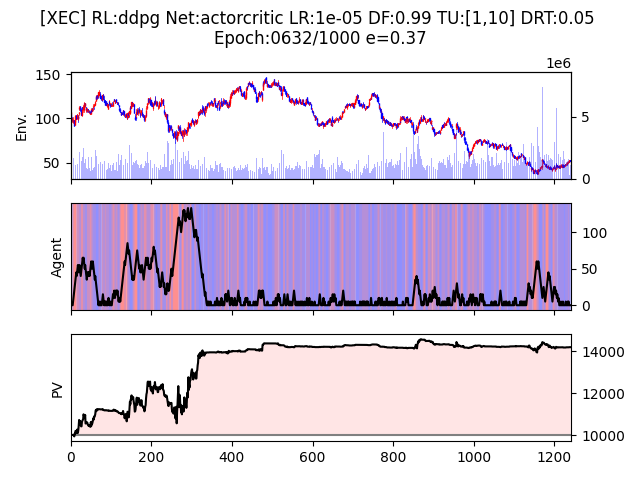 [XEC] RL:ddpg Net:actorcritic LR:1e-05 DF:0.99 TU:[1,10] DRT:0.05
Epoch:0632/1000 e=0.37
1e6
150
100
50
Env.
5
0
Agent
100
50
0
PV
14000
12000
10000
0 200 400 600 800 1000 1200